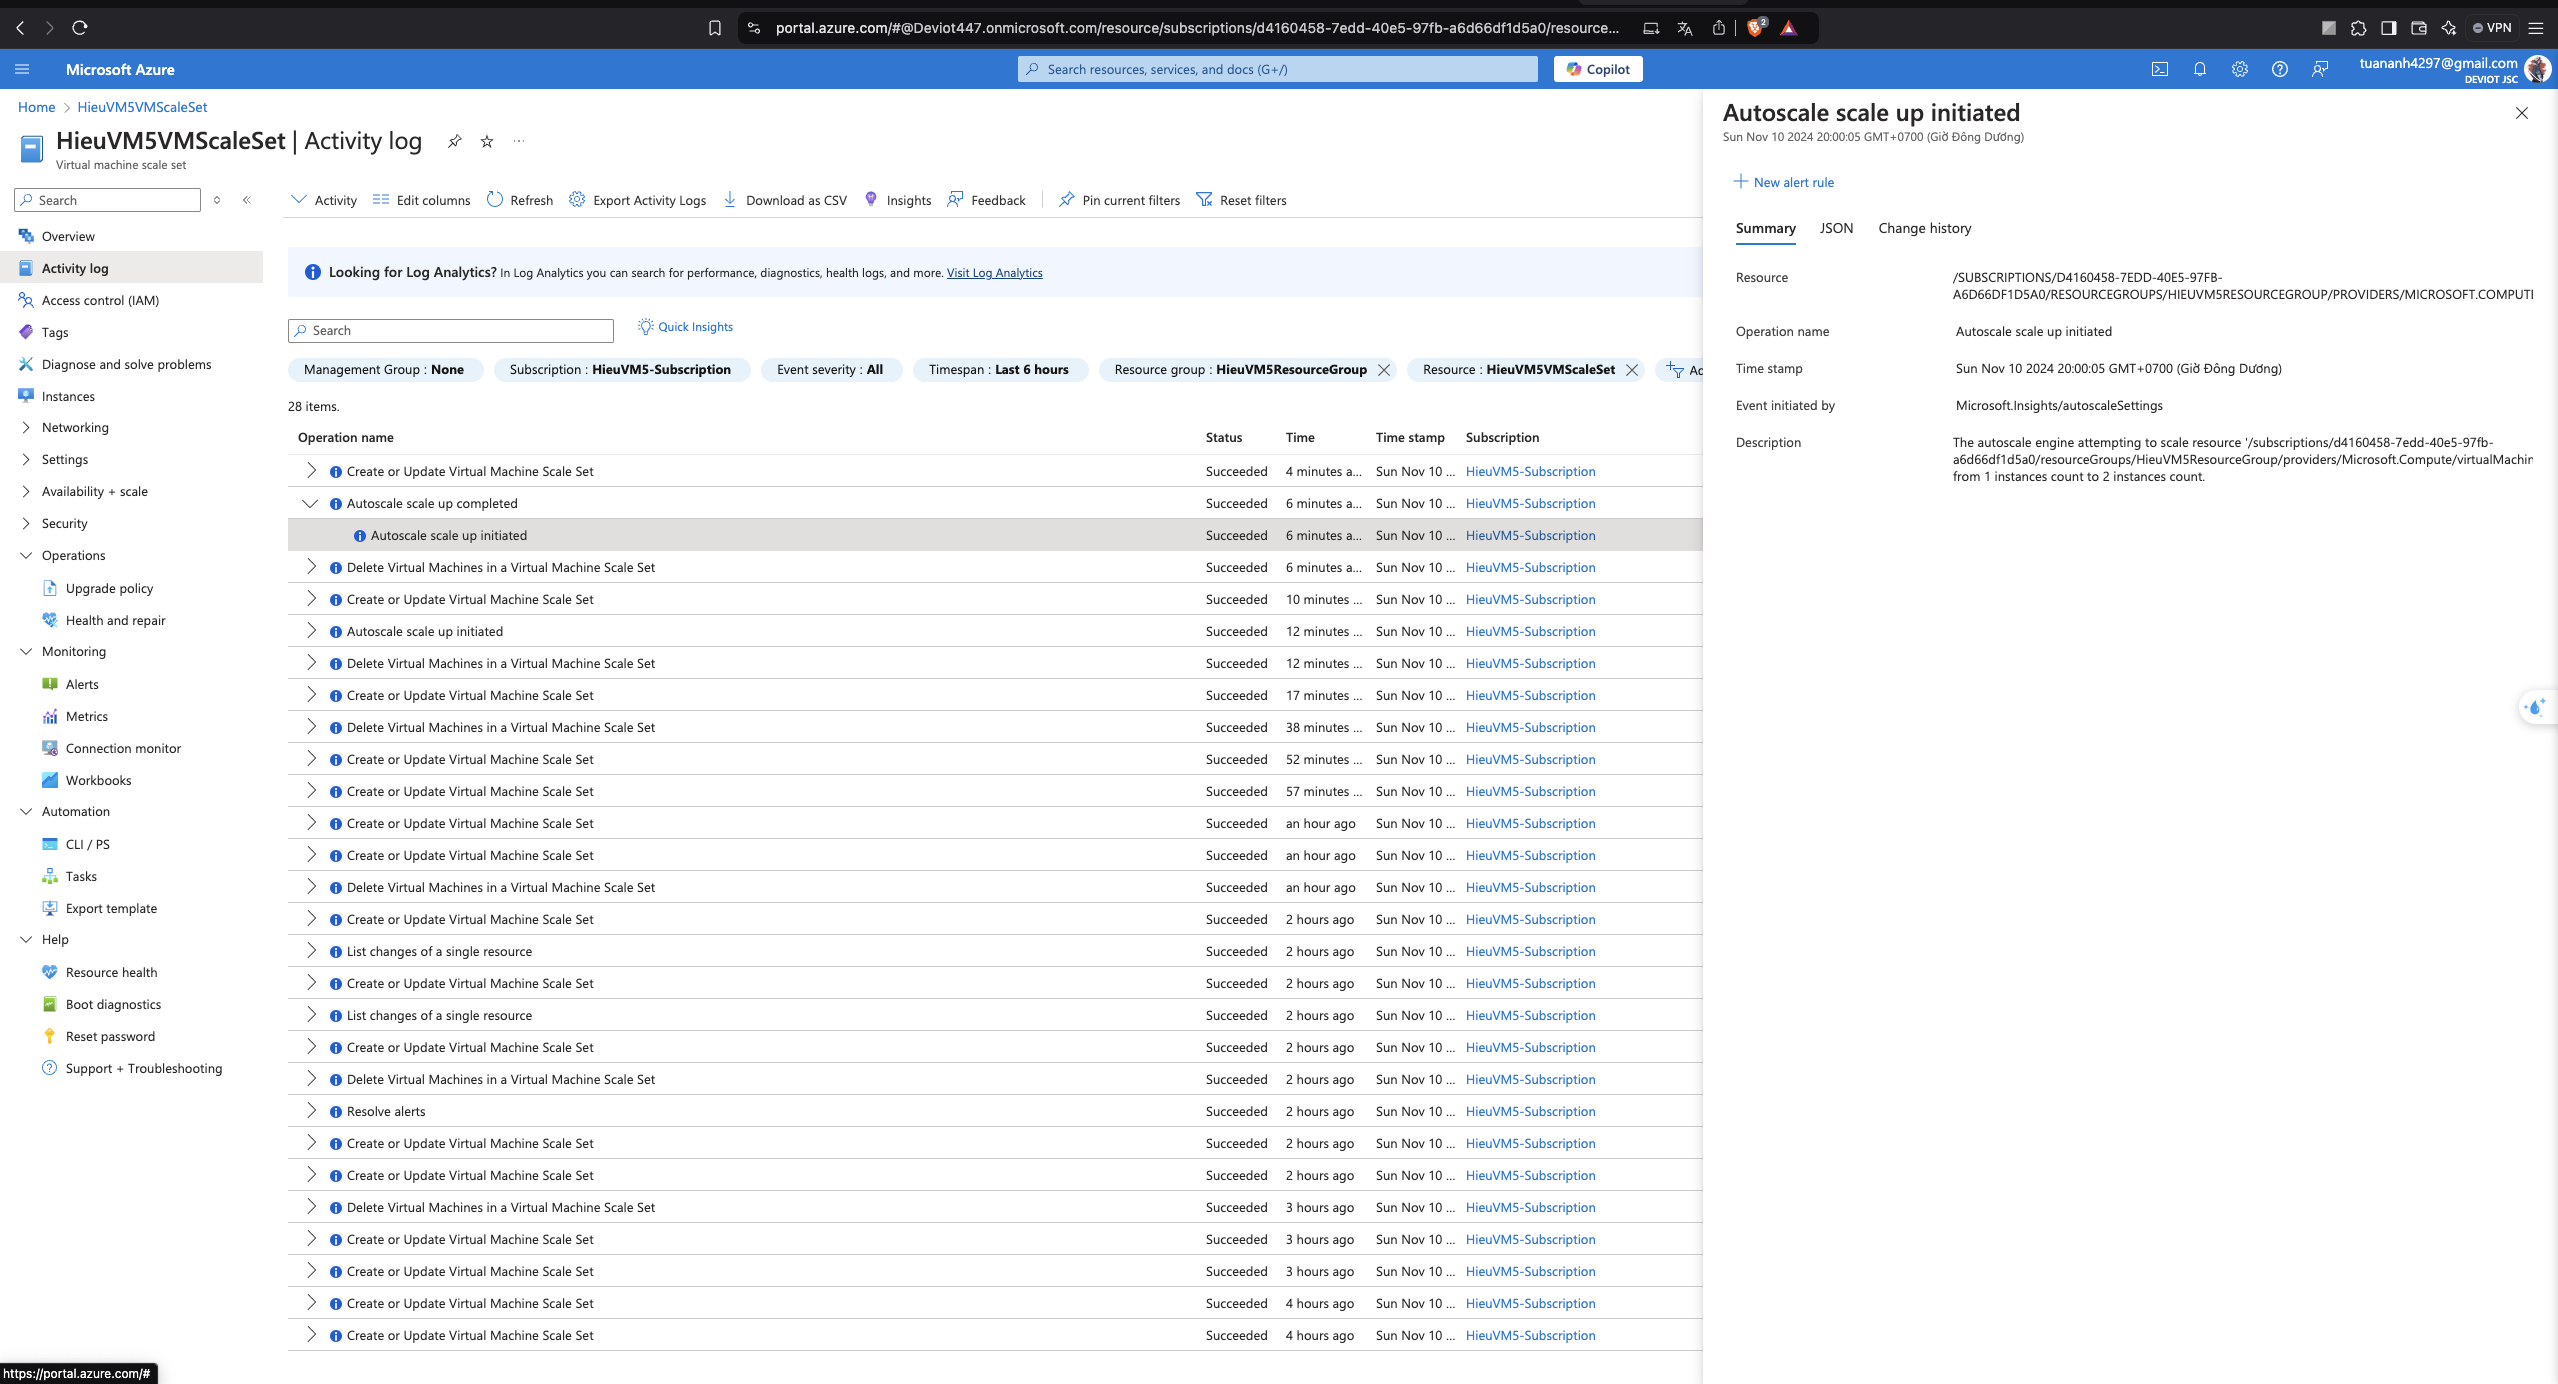 portal.azure.com/#@Deviot447.onmicrosoft.com/resource/subscriptions/d4160458-7edd-40e5-97fb-a6d66df1d5a0/resource...
2
VPN
Microsoft Azure
Search resources, services, and docs (G+/)
Copilot
tuananh4297@gmail.com
DEVIOT JSC
Home > HieuVM5VMScaleSet
HieuVM5VMScaleSet | Activity log
Virtual machine scale set
Search
Overview
Activity log
Access control (IAM)
Tags
Diagnose and solve problems
Instances
Networking
Settings
Availability + scale
Security
Operations
Upgrade policy
Health and repair
Monitoring
Alerts
Metrics
Connection monitor
Workbooks
Automation
CLI / PS
Tasks
Export template
Help
Resource health
Boot diagnostics
Reset password
Support + Troubleshooting
Activity Edit columns Refresh Export Activity Logs Download as CSV Insights Feedback Pin current filters Reset filters
Looking for Log Analytics? In Log Analytics you can search for performance, diagnostics, health logs, and more. Visit Log Analytics
Search Quick Insights
Management Group : None Subscription : HieuVM5-Subscription Event severity : All Timespan : Last 6 hours Resource group : HieuVM5ResourceGroup Resource : HieuVM5VMScaleSet Ad
28 items.
Operation name Status Time Time stamp Subscription
Create or Update Virtual Machine Scale Set Succeeded 4 minutes a... Sun Nov 10 ... HieuVM5-Subscription
Autoscale scale up completed Succeeded 6 minutes a... Sun Nov 10 ... HieuVM5-Subscription
Autoscale scale up initiated Succeeded 6 minutes a... Sun Nov 10 ... HieuVM5-Subscription
Delete Virtual Machines in a Virtual Machine Scale Set Succeeded 6 minutes a... Sun Nov 10 ... HieuVM5-Subscription
Create or Update Virtual Machine Scale Set Succeeded 10 minutes ... Sun Nov 10 ... HieuVM5-Subscription
Autoscale scale up initiated Succeeded 12 minutes ... Sun Nov 10 ... HieuVM5-Subscription
Delete Virtual Machines in a Virtual Machine Scale Set Succeeded 12 minutes ... Sun Nov 10 ... HieuVM5-Subscription
Create or Update Virtual Machine Scale Set Succeeded 17 minutes ... Sun Nov 10 ... HieuVM5-Subscription
Delete Virtual Machines in a Virtual Machine Scale Set Succeeded 38 minutes ... Sun Nov 10 ... HieuVM5-Subscription
Create or Update Virtual Machine Scale Set Succeeded 52 minutes ... Sun Nov 10 ... HieuVM5-Subscription
Create or Update Virtual Machine Scale Set Succeeded 57 minutes ... Sun Nov 10 ... HieuVM5-Subscription
Create or Update Virtual Machine Scale Set Succeeded an hour ago Sun Nov 10 ... HieuVM5-Subscription
Create or Update Virtual Machine Scale Set Succeeded an hour ago Sun Nov 10 ... HieuVM5-Subscription
Delete Virtual Machines in a Virtual Machine Scale Set Succeeded an hour ago Sun Nov 10 ... HieuVM5-Subscription
Create or Update Virtual Machine Scale Set Succeeded 2 hours ago Sun Nov 10 ... HieuVM5-Subscription
List changes of a single resource Succeeded 2 hours ago Sun Nov 10 ... HieuVM5-Subscription
Create or Update Virtual Machine Scale Set Succeeded 2 hours ago Sun Nov 10 ... HieuVM5-Subscription
List changes of a single resource Succeeded 2 hours ago Sun Nov 10 ... HieuVM5-Subscription
Create or Update Virtual Machine Scale Set Succeeded 2 hours ago Sun Nov 10 ... HieuVM5-Subscription
Delete Virtual Machines in a Virtual Machine Scale Set Succeeded 2 hours ago Sun Nov 10 ... HieuVM5-Subscription
Resolve alerts Succeeded 2 hours ago Sun Nov 10 ... HieuVM5-Subscription
Create or Update Virtual Machine Scale Set Succeeded 2 hours ago Sun Nov 10 ... HieuVM5-Subscription
Create or Update Virtual Machine Scale Set Succeeded 2 hours ago Sun Nov 10 ... HieuVM5-Subscription
Delete Virtual Machines in a Virtual Machine Scale Set Succeeded 3 hours ago Sun Nov 10 ... HieuVM5-Subscription
Create or Update Virtual Machine Scale Set Succeeded 3 hours ago Sun Nov 10 ... HieuVM5-Subscription
Create or Update Virtual Machine Scale Set Succeeded 3 hours ago Sun Nov 10 ... HieuVM5-Subscription
Create or Update Virtual Machine Scale Set Succeeded 4 hours ago Sun Nov 10 ... HieuVM5-Subscription
Create or Update Virtual Machine Scale Set Succeeded 4 hours ago Sun Nov 10 ... HieuVM5-Subscription
Autoscale scale up initiated
Sun Nov 10 2024 20:00:05 GMT+0700 (Giờ Đông Dương)
New alert rule
Summary JSON Change history
Resource /SUBSCRIPTIONS/D4160458-7EDD-40E5-97FB-
A6D66DF1D5A0/RESOURCEGROUPS/HIEUVM5RESOURCEGROUP/PROVIDERS/MICROSOFT.COMPUTI
Operation name Autoscale scale up initiated
Time stamp Sun Nov 10 2024 20:00:05 GMT+0700 (Giờ Đông Dương)
Event initiated by Microsoft.Insights/autoscaleSettings
Description The autoscale engine attempting to scale resource '/subscriptions/d4160458-7edd-40e5-97fb-
a6d66df1d5a0/resourceGroups/HieuVM5ResourceGroup/providers/Microsoft.Compute/virtualMachin
from 1 instances count to 2 instances count.
https://portal.azure.com/#